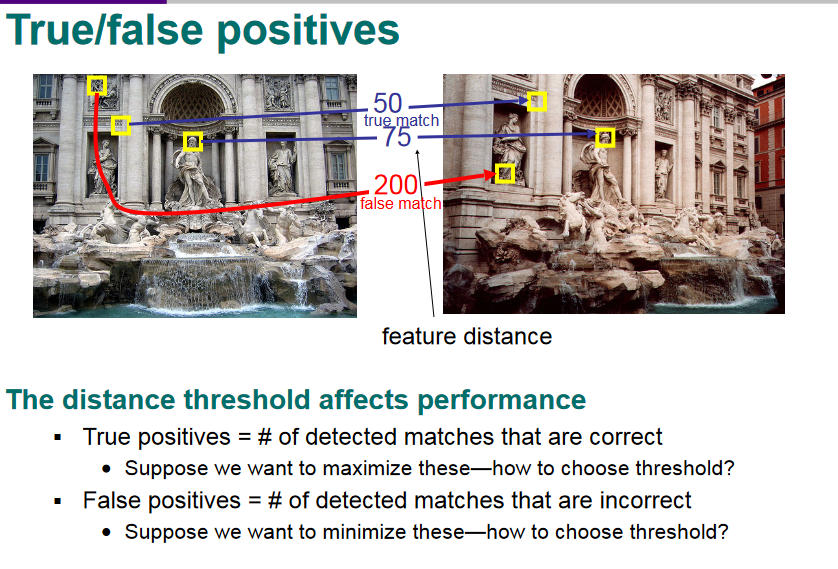 True/false positives
50
true match
75
200
false match
feature distance
The distance threshold affects performance
▪ True positives = # of detected matches that are correct
• Suppose we want to maximize these—how to choose threshold?
▪ False positives = # of detected matches that are incorrect
• Suppose we want to minimize these—how to choose threshold?